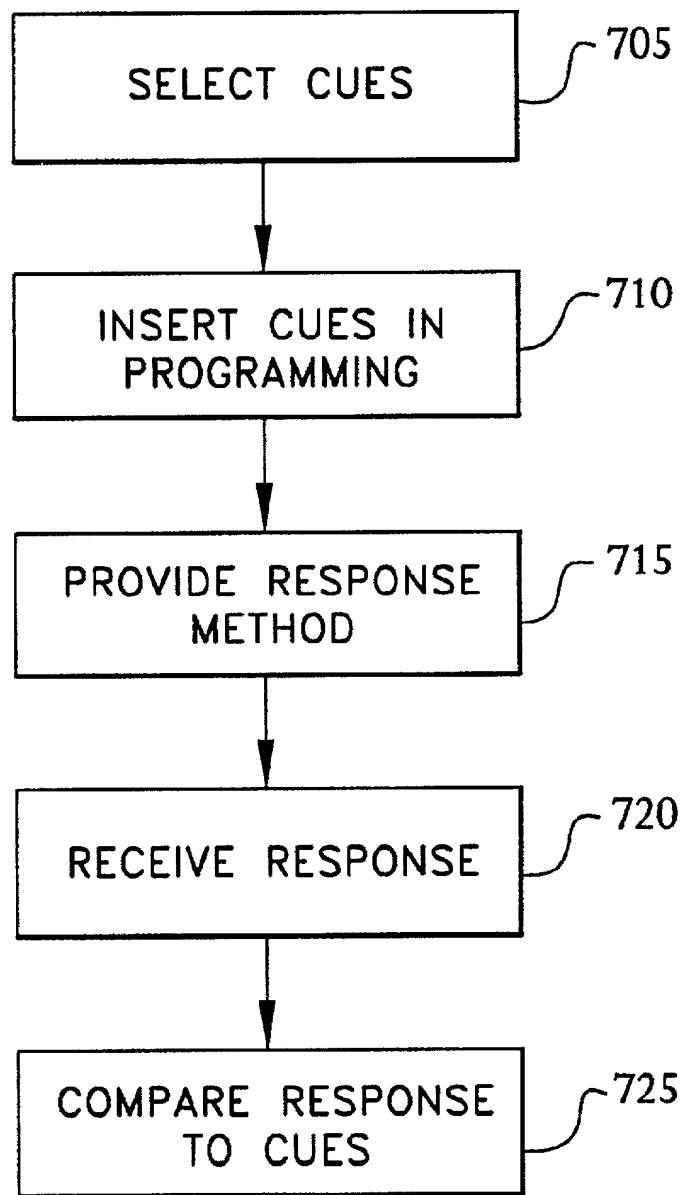 SELECT CUES
705
INSERT CUES IN
PROGRAMMING
710
PROVIDE RESPONSE
METHOD
715
RECEIVE RESPONSE
720
COMPARE RESPONSE
TO CUES
725